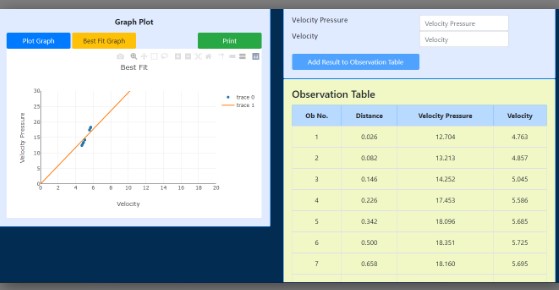 Graph Plot
Plot Graph
Best Fit Graph
Print
Best Fit
trace 0
trace 1
Velocity Pressure
30
25
20
15
10
5
0
0 2 4 6 8 10 12 14 16 18 20
Velocity
Velocity Pressure
Velocity Pressure
Velocity
Velocity
Add Result to Observation Table
Observation Table
Ob No. Distance Velocity Pressure Velocity
1 0.026 12.704 4.763
2 0.082 13.213 4.857
3 0.146 14.252 5.045
4 0.226 17.453 5.586
5 0.342 18.096 5.685
6 0.500 18.351 5.725
7 0.658 18.160 5.695